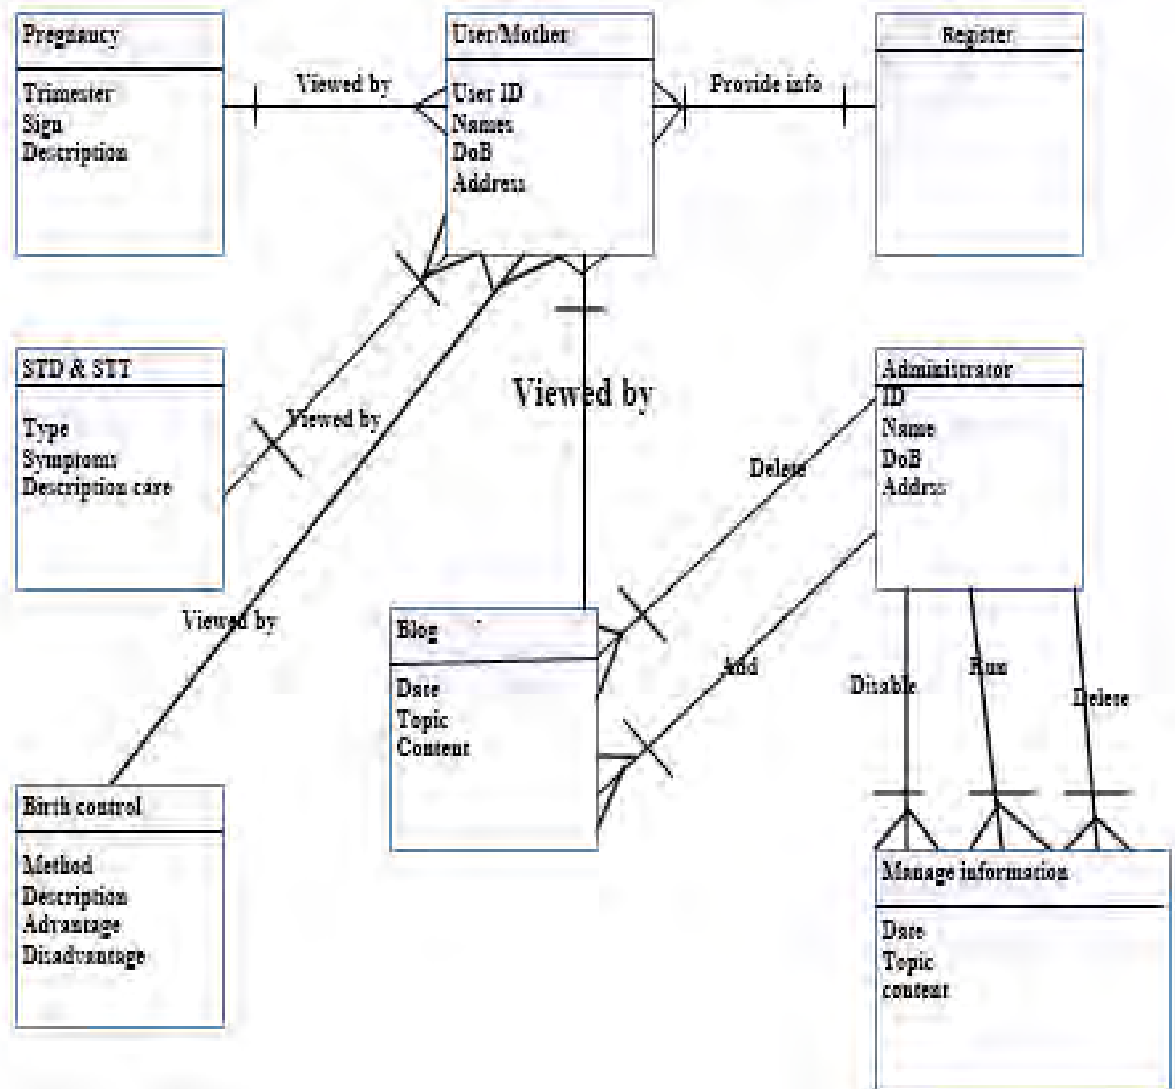 Pregnancy
Trimester
Sign
Description
Viewed by
User/Mother
User ID
Names
DoB
Address
Provide info
Register
STD & STT
Type
Symptoms
Description care
Viewed by
Viewed by
Viewed by
Administrator
ID
Name
DoB
Addrss
Delete
Add
Blog
Date
Topic
Content
Disable
Run
Delete
Birth control
Method
Description
Advantage
Disadvantage
Manage information
Date
Topic
content